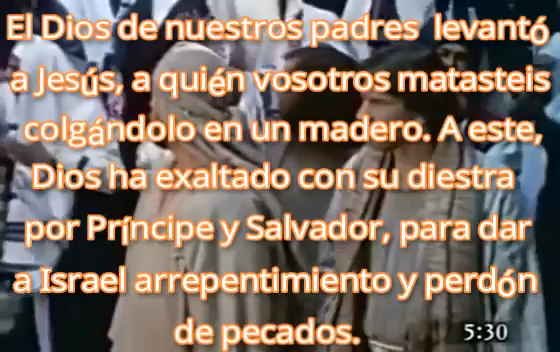 El Dios de nuestros padres levantó
a Jesús, a quién vosotros matasteis
colgándolo en un madero. A este,
Dios ha exaltado con su diestra
por Príncipe y Salvador, para dar
a Israel arrepentimiento y perdón
de pecados.
5:30